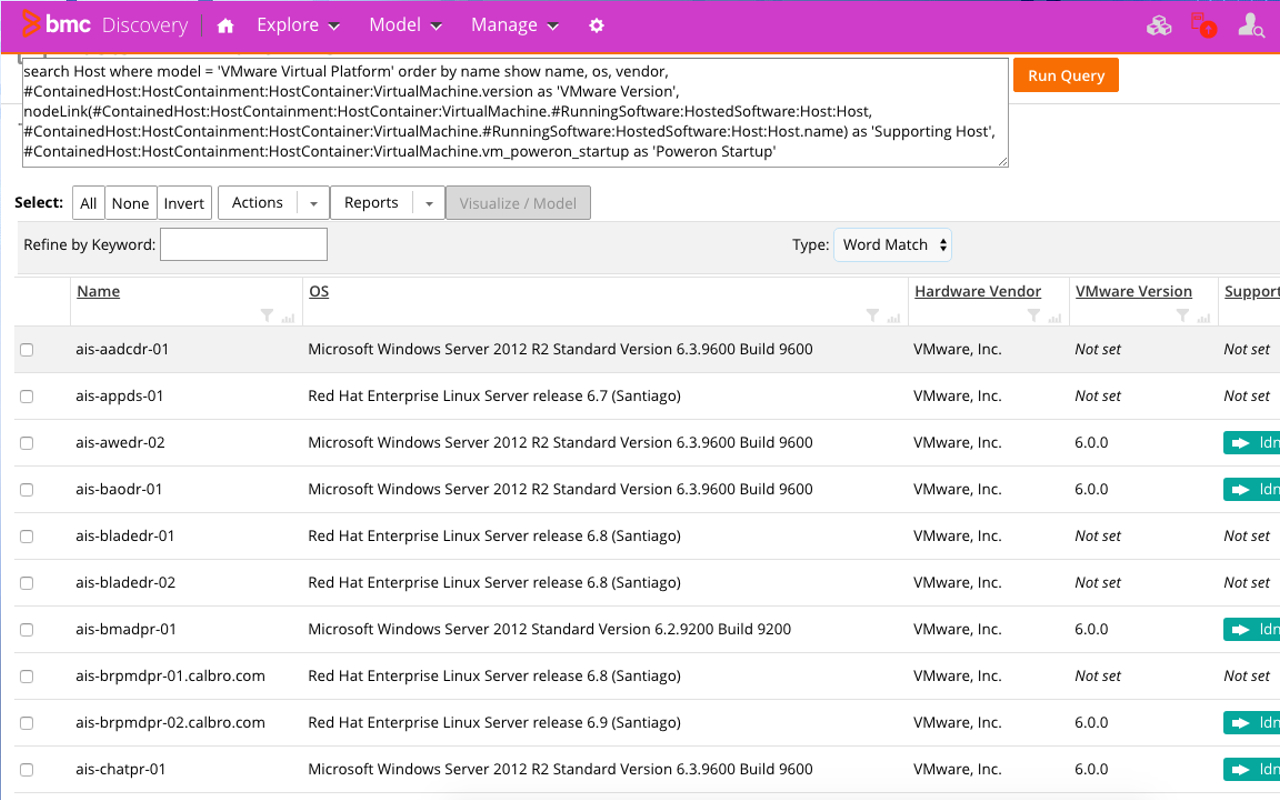 bmc Discovery Explore Model Manage
search Host where model = 'VMware Virtual Platform' order by name show name, os, vendor,
#ContainedHost:HostContainment:HostContainer:VirtualMachine.version as 'VMware Version',
nodeLink(#ContainedHost:HostContainment:HostContainer:VirtualMachine.#RunningSoftware:HostedSoftware:Host:Host,
#ContainedHost:HostContainment:HostContainer:VirtualMachine.#RunningSoftware:HostedSoftware:Host:Host.name) as 'Supporting Host',
#ContainedHost:HostContainment:HostContainer:VirtualMachine.vm_poweron_startup as 'Poweron Startup'
Run Query
Select: All None Invert Actions Reports Visualize / Model
Refine by Keyword: Type: Word Match
Name OS Hardware Vendor VMware Version Support
ais-aadcdr-01 Microsoft Windows Server 2012 R2 Standard Version 6.3.9600 Build 9600 VMware, Inc. Not set Not set
ais-appds-01 Red Hat Enterprise Linux Server release 6.7 (Santiago) VMware, Inc. Not set Not set
ais-awedr-02 Microsoft Windows Server 2012 R2 Standard Version 6.3.9600 Build 9600 VMware, Inc. 6.0.0 ldn
ais-baodr-01 Microsoft Windows Server 2012 R2 Standard Version 6.3.9600 Build 9600 VMware, Inc. 6.0.0 ldn
ais-bladedr-01 Red Hat Enterprise Linux Server release 6.8 (Santiago) VMware, Inc. Not set Not set
ais-bladedr-02 Red Hat Enterprise Linux Server release 6.8 (Santiago) VMware, Inc. Not set Not set
ais-bmadpr-01 Microsoft Windows Server 2012 Standard Version 6.2.9200 Build 9200 VMware, Inc. 6.0.0 ldn
ais-brpmdpr-01.calbro.com Red Hat Enterprise Linux Server release 6.8 (Santiago) VMware, Inc. Not set Not set
ais-brpmdpr-02.calbro.com Red Hat Enterprise Linux Server release 6.9 (Santiago) VMware, Inc. 6.0.0 ldn
ais-chatpr-01 Microsoft Windows Server 2012 R2 Standard Version 6.3.9600 Build 9600 VMware, Inc. 6.0.0 ldn